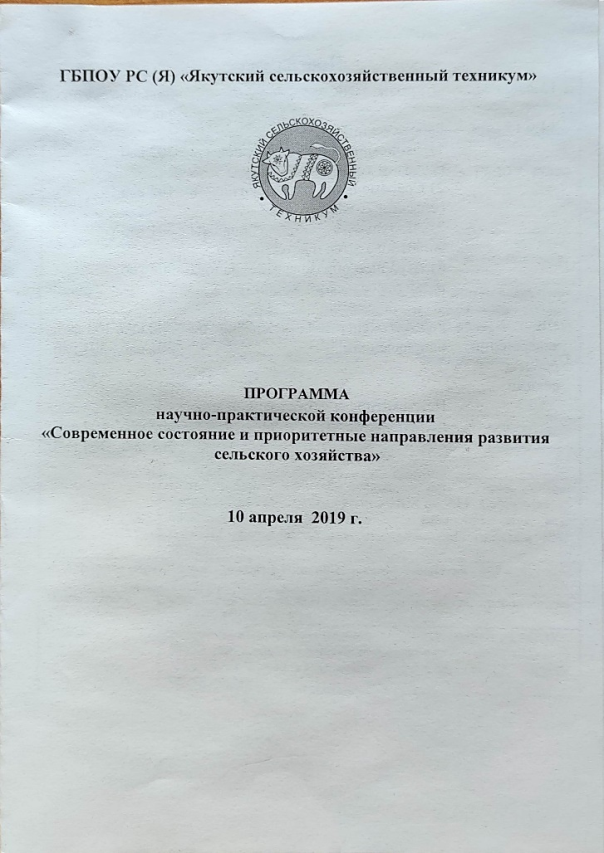 ГБПОУ РС (Я) «Якутский сельскохозяйственный техникум»
ЯКУТСКИЙ СЕЛЬСКОХОЗЯЙСТВЕННЫЙ
• ТЕХНИКУМ •
ПРОГРАММА
научно-практической конференции
«Современное состояние и приоритетные направления развития
сельского хозяйства»
10 апреля 2019 г.